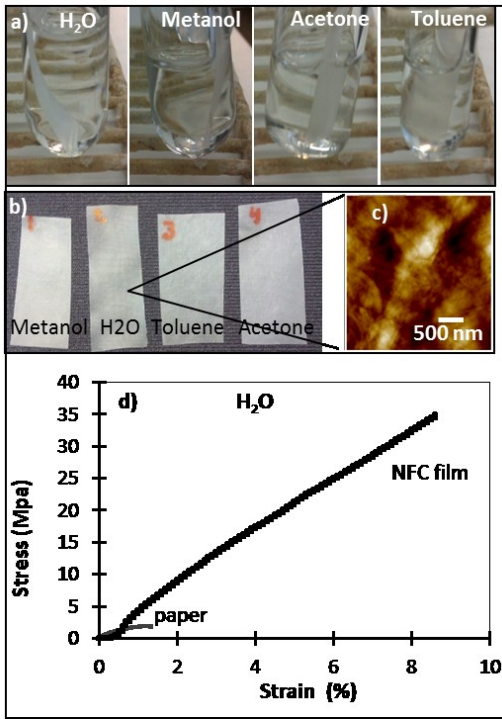 a) H₂O Metanol Acetone Toluene
b)
1 2 3 4
Metanol H2O Toluene Acetone
c)
500 nm
d) H₂O
40
35
30
25
20
15
10
5
0
Stress (Mpa)
NFC film
paper
0 2 4 6 8 10
Strain (%)